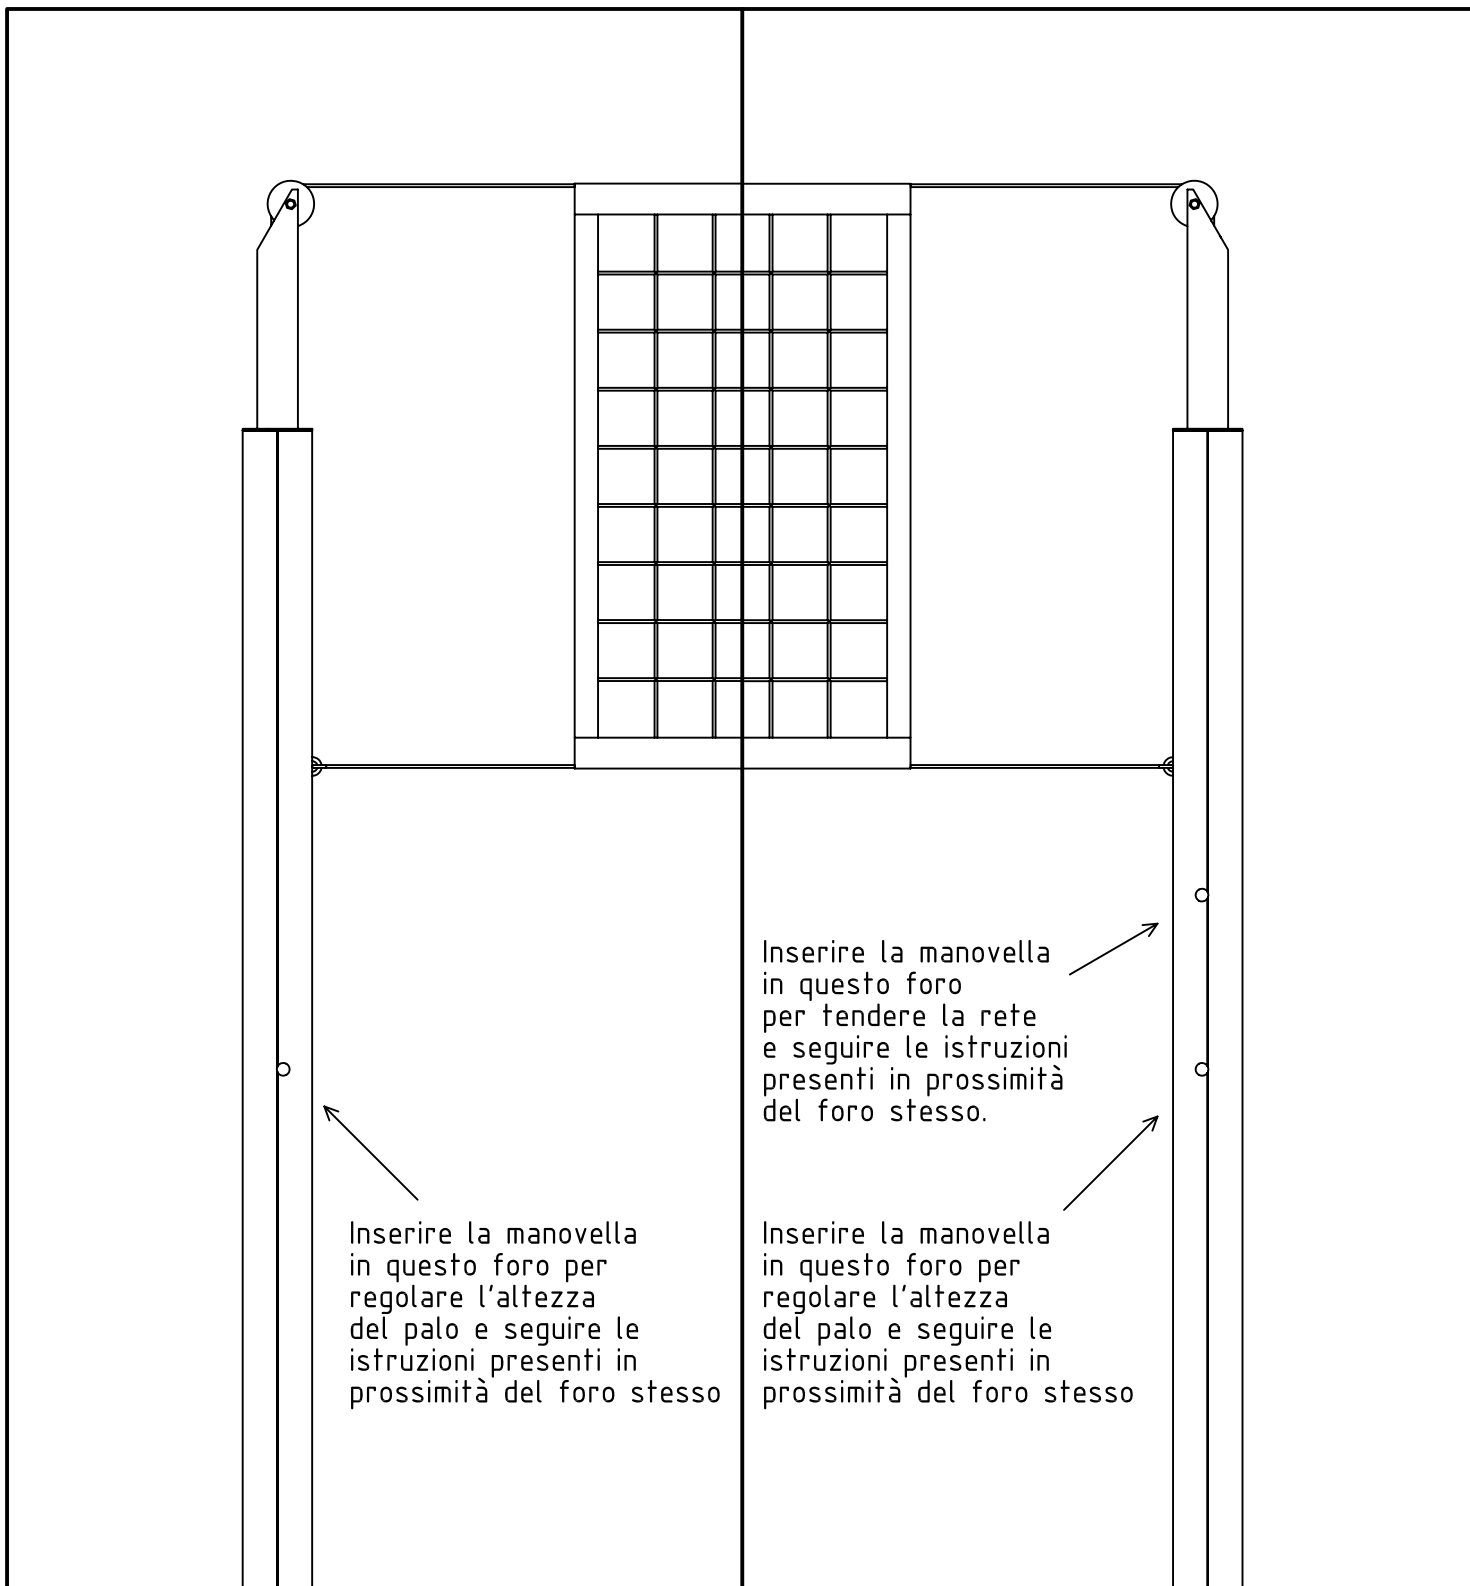 Inserire la manovella
in questo foro
per tendere la rete
e seguire le istruzioni
presenti in prossimità
del foro stesso.
Inserire la manovella
in questo foro per
regolare l'altezza
del palo e seguire le
istruzioni presenti in
prossimità del foro stesso
Inserire la manovella
in questo foro per
regolare l'altezza
del palo e seguire le
istruzioni presenti in
prossimità del foro stesso